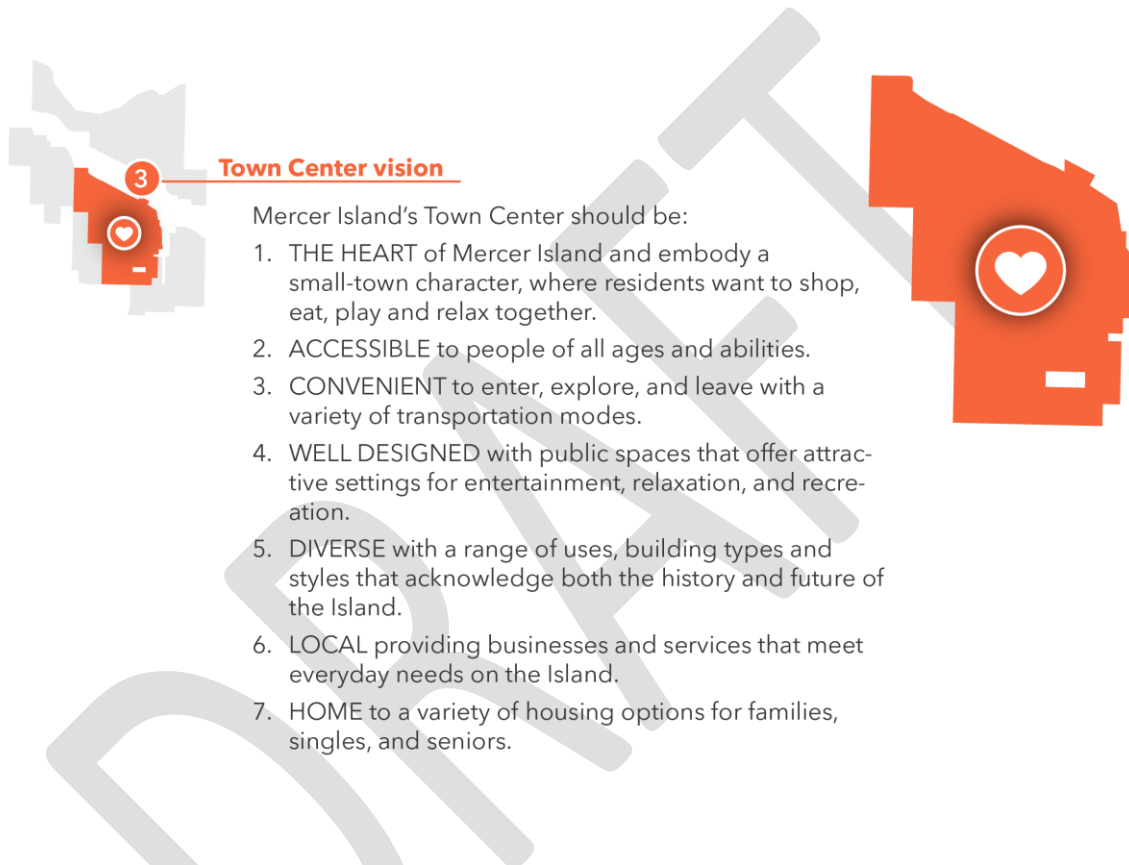 3
Town Center vision
Mercer Island's Town Center should be:
1. THE HEART of Mercer Island and embody a
small-town character, where residents want to shop,
eat, play and relax together.
2. ACCESSIBLE to people of all ages and abilities.
3. CONVENIENT to enter, explore, and leave with a
variety of transportation modes.
4. WELL DESIGNED with public spaces that offer attrac-
tive settings for entertainment, relaxation, and recre-
ation.
5. DIVERSE with a range of uses, building types and
styles that acknowledge both the history and future of
the Island.
6. LOCAL providing businesses and services that meet
everyday needs on the Island.
7. HOME to a variety of housing options for families,
singles, and seniors.
DRAFT